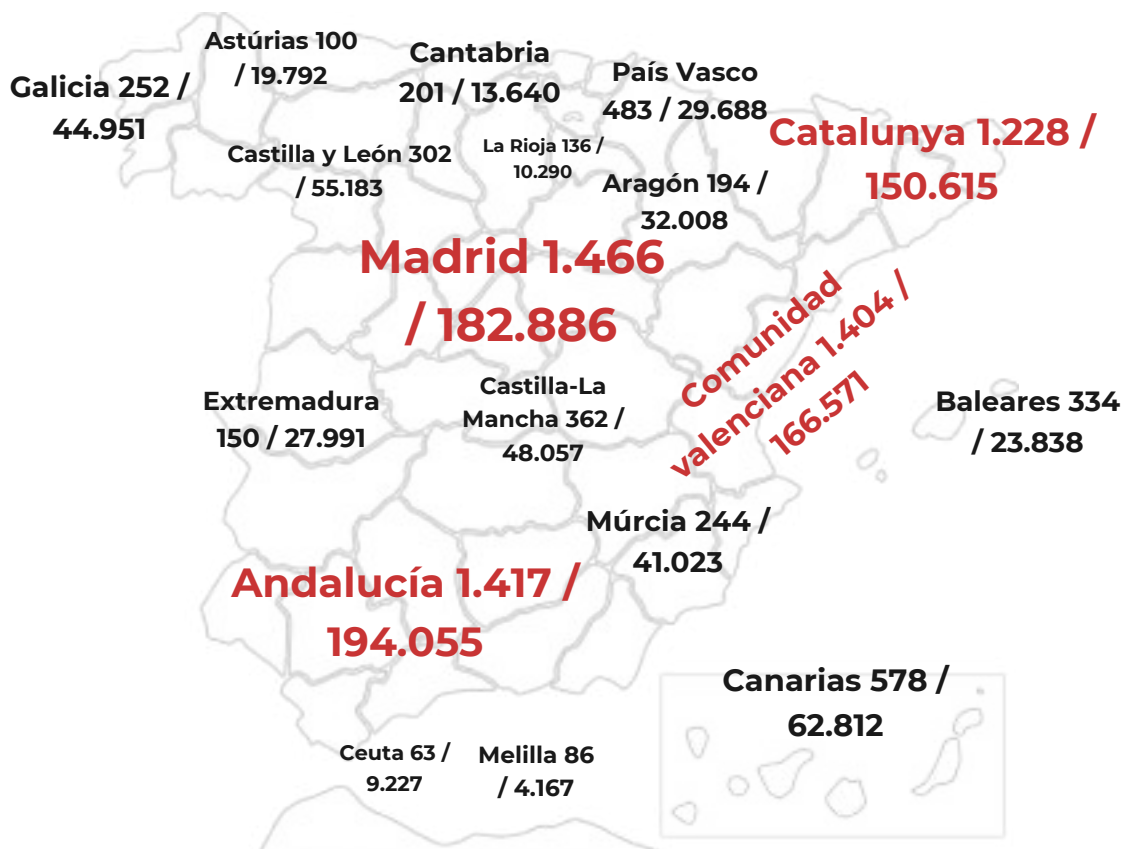 Astúrias 100
/ 19.792
Cantabria
201 / 13.640
País Vasco
483 / 29.688
Galicia 252 /
44.951
Catalunya 1.228 /
150.615
Castilla y León 302
/ 55.183
La Rioja 136 /
10.290
Aragón 194 /
32.008
Madrid 1.466
/ 182.886
Comunidad
valenciana 1.404 /
166.571
Extremadura
150 / 27.991
Castilla-La
Mancha 362 /
48.057
Baleares 334
/ 23.838
Múrcia 244 /
41.023
Andalucía 1.417 /
194.055
Canarias 578 /
62.812
Ceuta 63 /
9.227
Melilla 86
/ 4.167